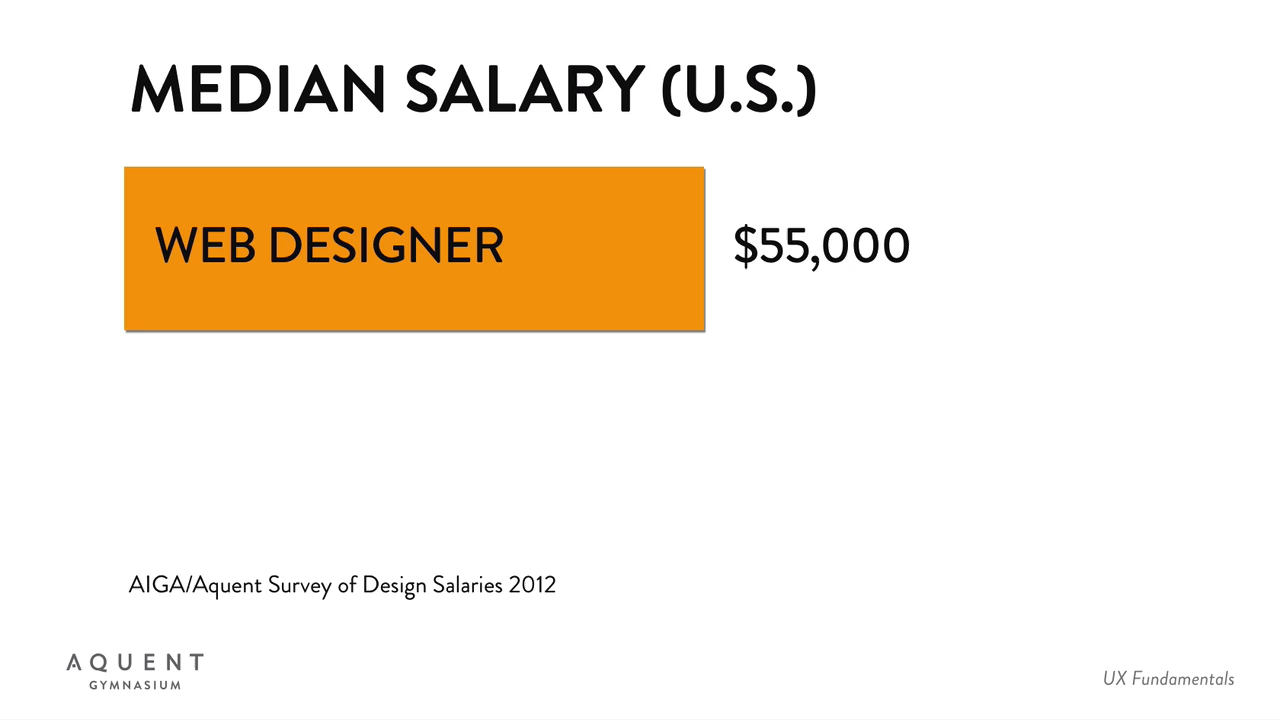 MEDIAN SALARY (U.S.)
WEB DESIGNER
$55,000
AIGA/Aquent Survey of Design Salaries 2012
AQUENT
GYMNASIUM
UX Fundamentals